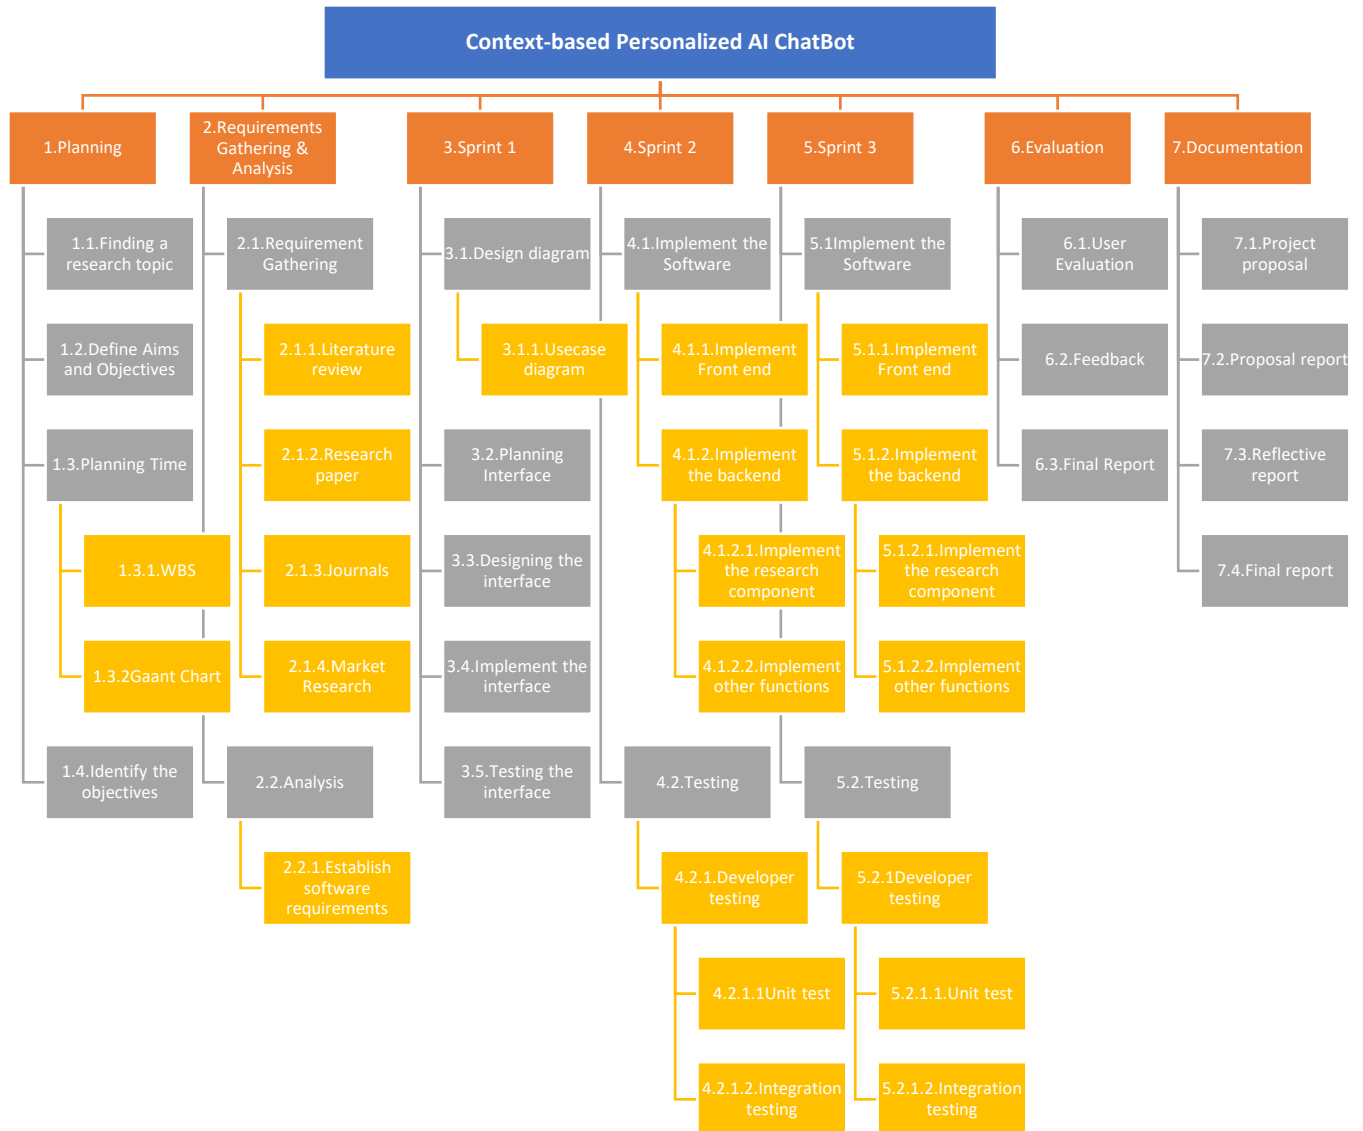 Context-based Personalized AI ChatBot
1.Planning
1.1.Finding a
research topic
1.2.Define Aims
and Objectives
1.3.Planning Time
1.3.1.WBS
1.3.2Gaant Chart
1.4.Identify the
objectives
2.Requirements
Gathering &
Analysis
2.1.Requirement
Gathering
2.1.1.Literature
review
2.1.2.Research
paper
2.1.3.Journals
2.1.4.Market
Research
2.2.Analysis
2.2.1.Establish
software
requirements
3.Sprint 1
3.1.Design diagram
3.1.1.Usecase
diagram
3.2.Planning
Interface
3.3.Designing the
interface
3.4.Implement the
interface
3.5.Testing the
interface
4.Sprint 2
4.1.Implement the
Software
4.1.1.Implement
Front end
4.1.2.Implement
the backend
4.1.2.1.Implement
the research
component
4.1.2.2.Implement
other functions
4.2.Testing
4.2.1.Developer
testing
4.2.1.1Unit test
4.2.1.2.Integration
testing
5.Sprint 3
5.1Implement the
Software
5.1.1.Implement
Front end
5.1.2.Implement
the backend
5.1.2.1.Implement
the research
component
5.1.2.2.Implement
other functions
5.2.Testing
5.2.1Developer
testing
5.2.1.1.Unit test
5.2.1.2.Integration
testing
6.Evaluation
6.1.User
Evaluation
6.2.Feedback
6.3.Final Report
7.Documentation
7.1.Project
proposal
7.2.Proposal report
7.3.Reflective
report
7.4.Final report